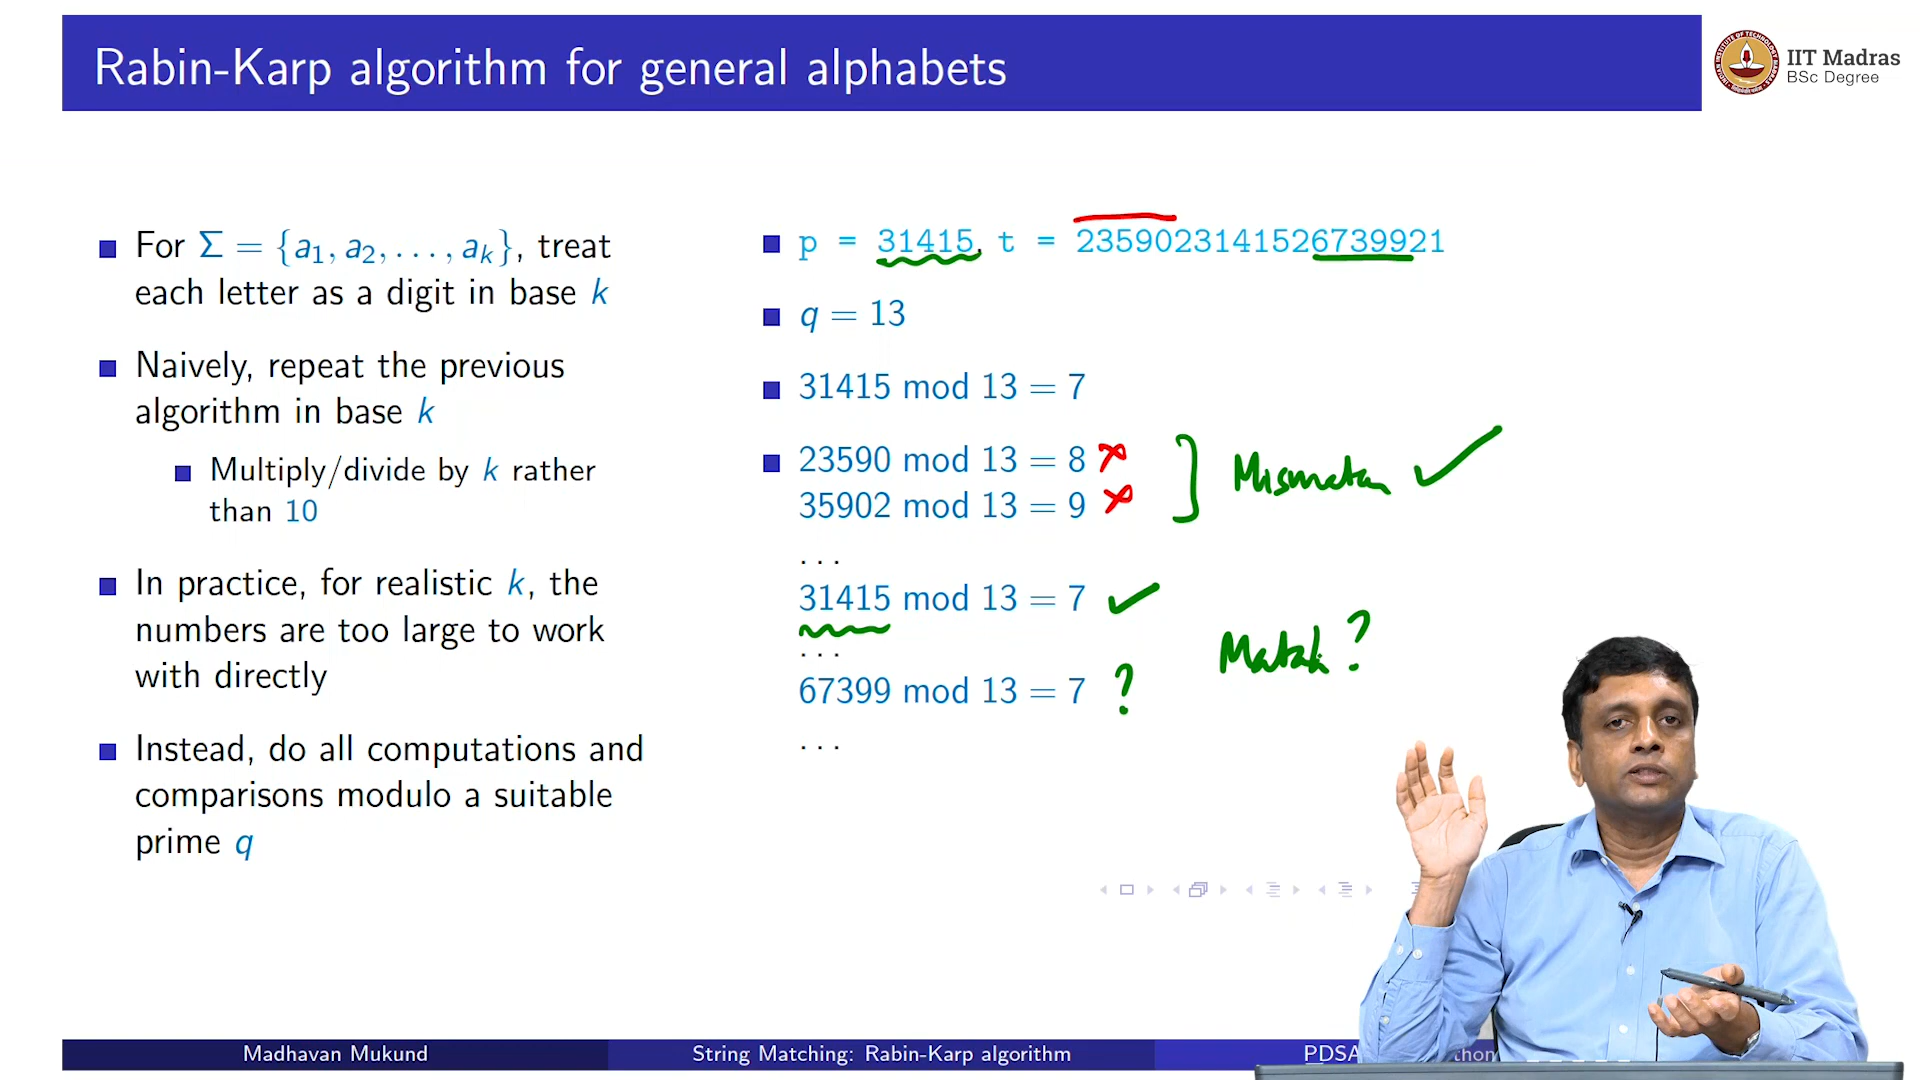 Rabin-Karp algorithm for general alphabets
IIT Madras
BSc Degree
For Σ = {a₁, a₂, . . . , aₖ}, treat
each letter as a digit in base k
Naively, repeat the previous
algorithm in base k
Multiply/divide by k rather
than 10
In practice, for realistic k, the
numbers are too large to work
with directly
Instead, do all computations and
comparisons modulo a suitable
prime q
p = 31415, t = 2359023141526739921
q = 13
31415 mod 13 = 7
23590 mod 13 = 8
35902 mod 13 = 9
Mismatch
. . .
31415 mod 13 = 7
. . .
Match?
67399 mod 13 = 7 ?
. . .
Madhavan Mukund
String Matching: Rabin-Karp algorithm
PDSA